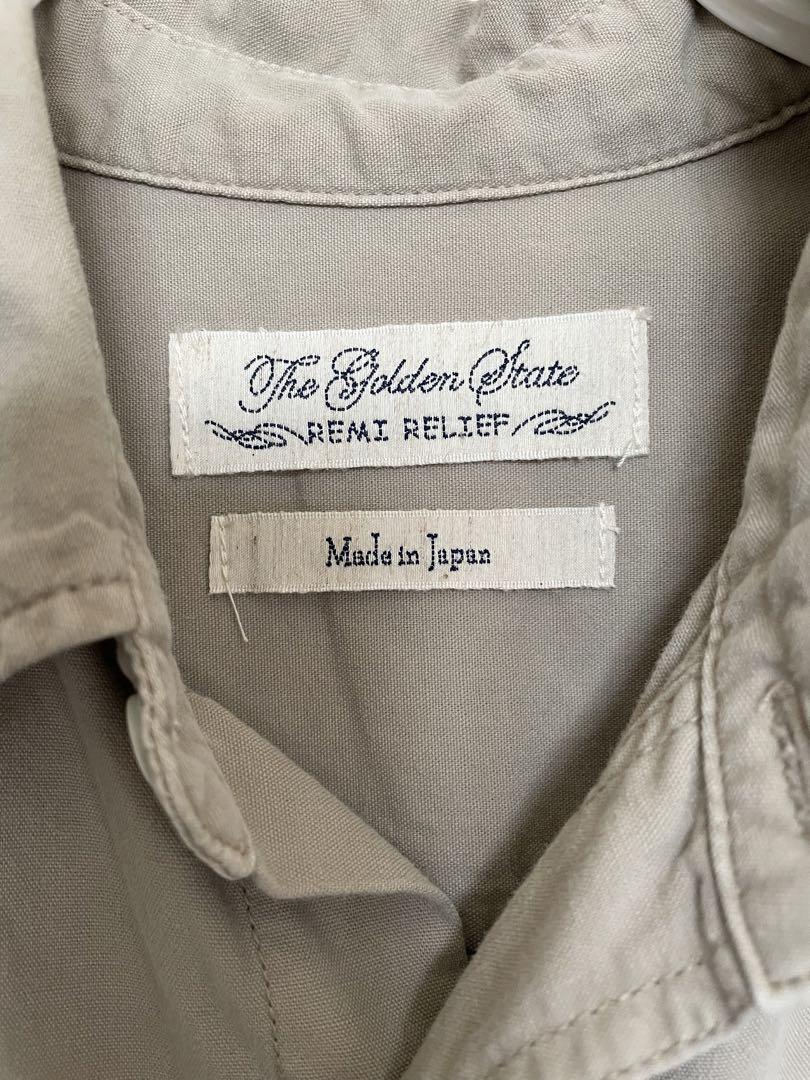 The Golden State
REMI RELIEF
Made in Japan